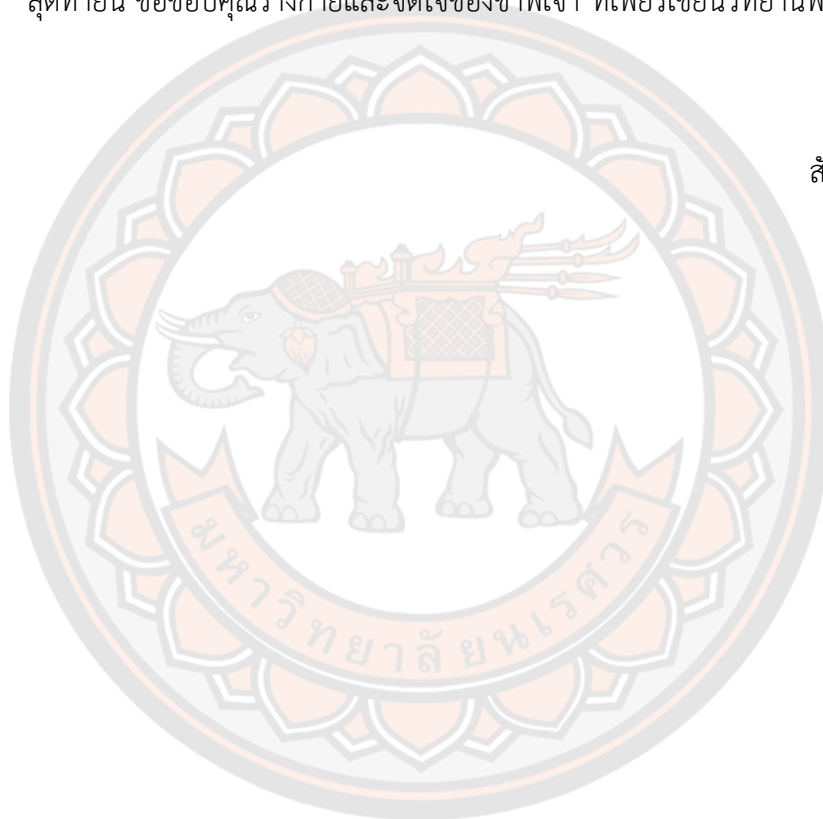 สุดท้ายนี้ ขอขอบคุณร่างกายและจิตใจของข้าพเจ้า ที่เพียรเขียนวิทยานิพ
สั
มหาวิทยาลัยนเรศวร